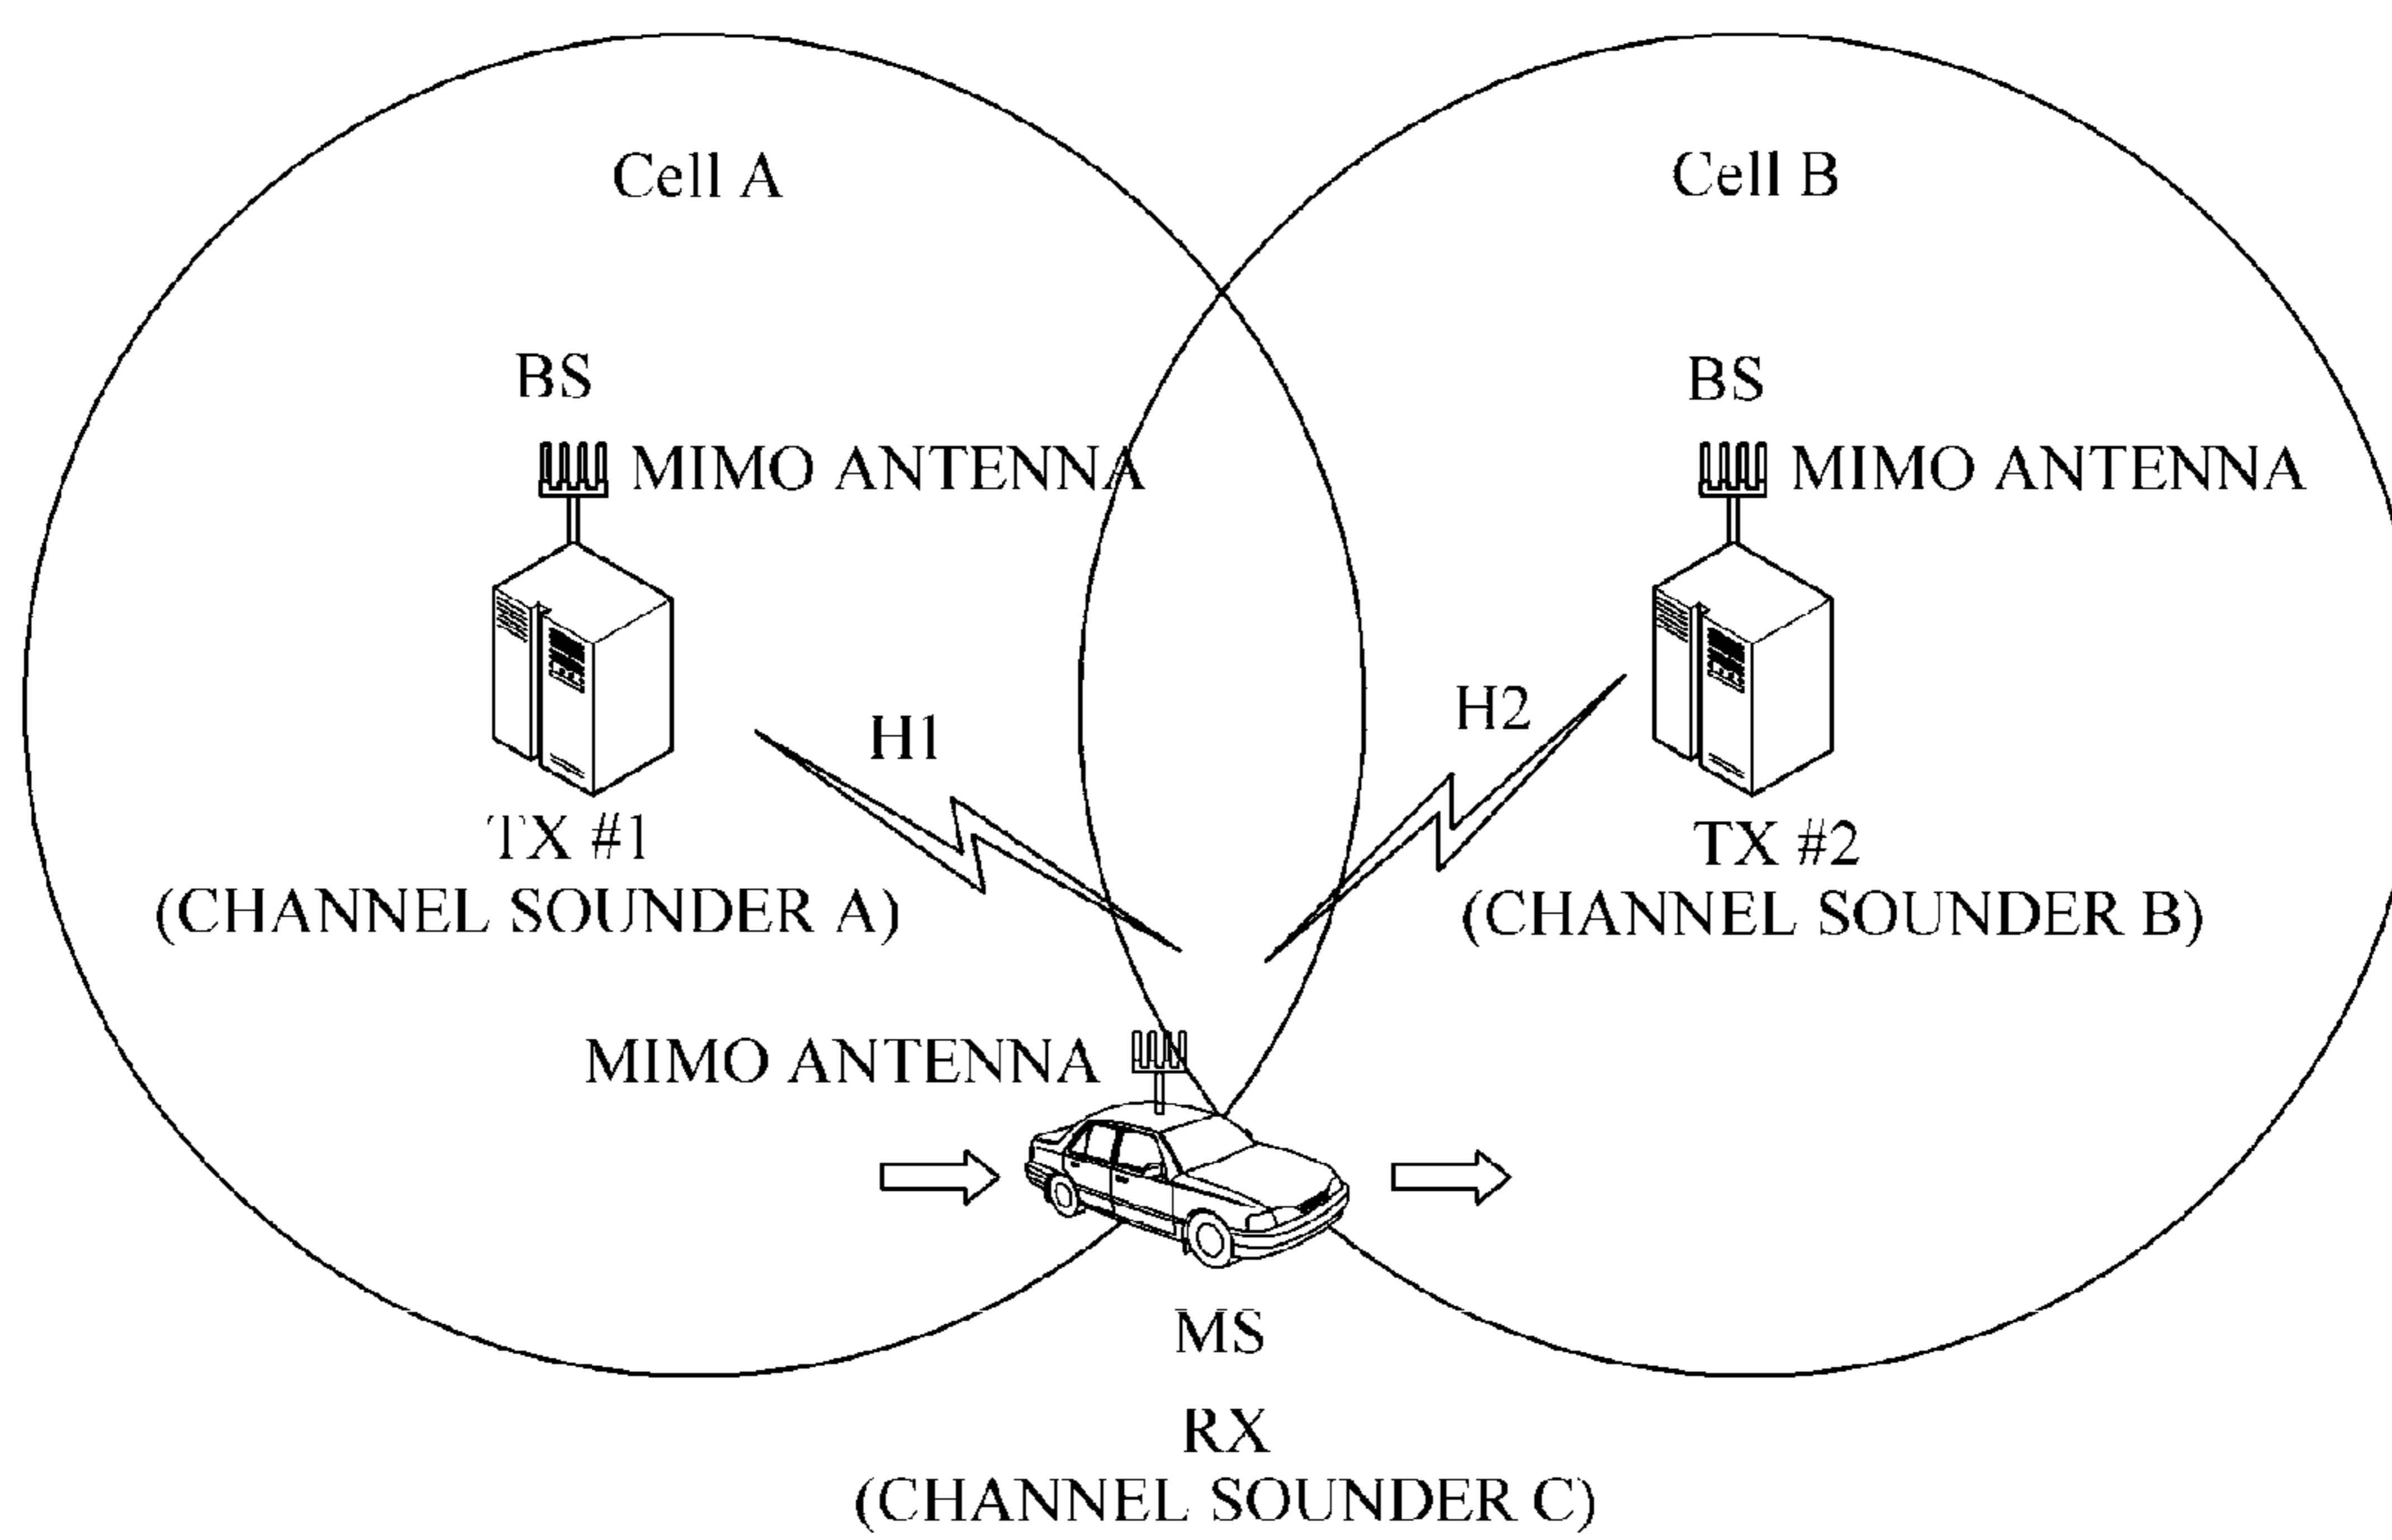 Cell A
Cell B
BS
BS
MIMO ANTENNA
MIMO ANTENNA
H1
H2
TX #1
(CHANNEL SOUNDER A)
TX #2
(CHANNEL SOUNDER B)
MIMO ANTENNA
MS
RX
(CHANNEL SOUNDER C)